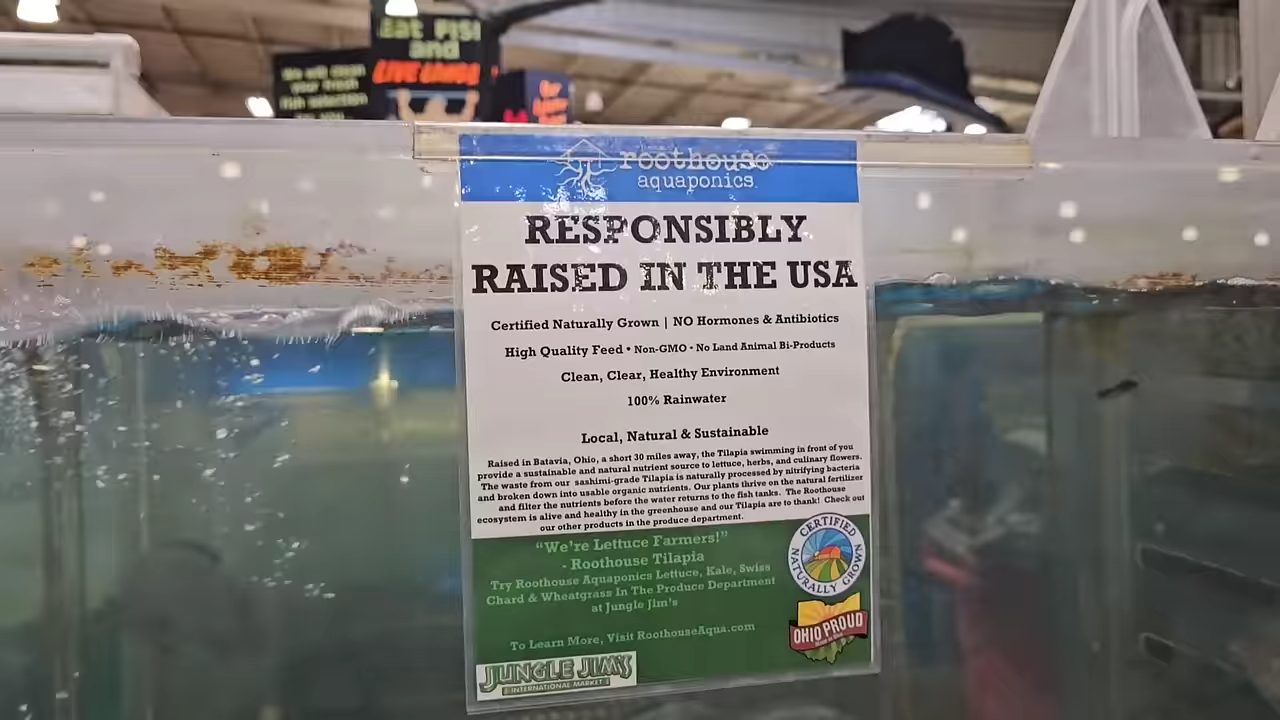 Eat FISH
and
LIVE LONG
We will clean
your fresh
fish selection
roothouse
aquaponics
RESPONSIBLY
RAISED IN THE USA
Certified Naturally Grown | NO Hormones & Antibiotics
High Quality Feed • Non-GMO • No Land Animal Bi-Products
Clean, Clear, Healthy Environment
100% Rainwater
Local, Natural & Sustainable
Raised in Batavia, Ohio, a short 30 miles away, the Tilapia swimming in front of you
provide a sustainable and natural nutrient source to lettuce, herbs, and culinary flowers.
The waste from our sashimi-grade Tilapia is naturally processed by nitrifying bacteria
and broken down into usable organic nutrients. Our plants thrive on the natural fertilizer
and filter the nutrients before the water returns to the fish tanks. The Roothouse
ecosystem is alive and healthy in the greenhouse and our Tilapia are to thank! Check out
our other products in the produce department.
"We're Lettuce Farmers!"
- Roothouse Tilapia
Try Roothouse Aquaponics Lettuce, Kale, Swiss
Chard & Wheatgrass In The Produce Department
at Jungle Jim's
To Learn More, Visit RoothouseAqua.com
CERTIFIED
NATURALLY GROWN
OHIO PROUD
JUNGLE JIM'S
INTERNATIONAL MARKET